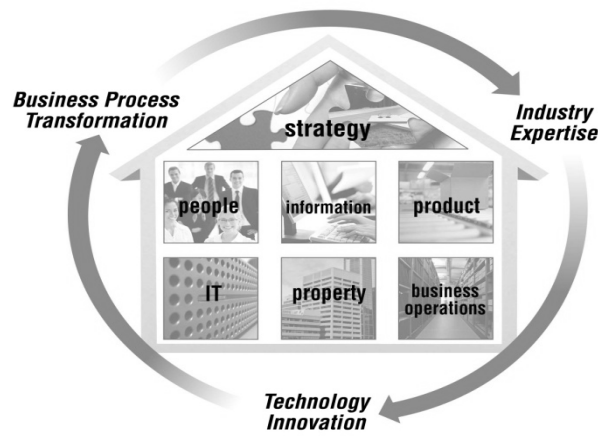 Business Process
Transformation
Industry
Expertise
strategy
people
information
product
IT
property
business
operations
Technology
Innovation